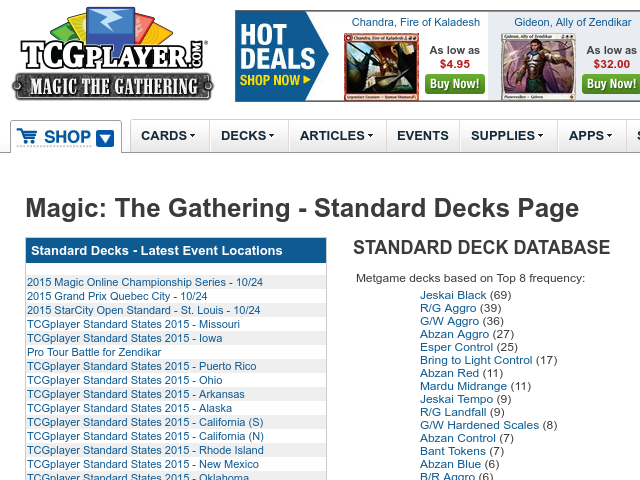 TCGPLAYER.COM
MAGIC THE GATHERING
HOT
DEALS
SHOP NOW
Chandra, Fire of Kaladesh
As low as
$4.95
Buy Now!
Gideon, Ally of Zendikar
As low as
$32.00
Buy Now!
SHOP
CARDS
DECKS
ARTICLES
EVENTS
SUPPLIES
APPS
Magic: The Gathering - Standard Decks Page
Standard Decks - Latest Event Locations
2015 Magic Online Championship Series - 10/24
2015 Grand Prix Quebec City - 10/24
2015 StarCity Open Standard - St. Louis - 10/24
TCGplayer Standard States 2015 - Missouri
TCGplayer Standard States 2015 - Iowa
Pro Tour Battle for Zendikar
TCGplayer Standard States 2015 - Puerto Rico
TCGplayer Standard States 2015 - Ohio
TCGplayer Standard States 2015 - Arkansas
TCGplayer Standard States 2015 - Alaska
TCGplayer Standard States 2015 - California (S)
TCGplayer Standard States 2015 - California (N)
TCGplayer Standard States 2015 - Rhode Island
TCGplayer Standard States 2015 - New Mexico
TCGplayer Standard States 2015 - Oklahoma
STANDARD DECK DATABASE
Metgame decks based on Top 8 frequency:
Jeskai Black (69)
R/G Aggro (39)
G/W Aggro (36)
Abzan Aggro (27)
Esper Control (25)
Bring to Light Control (17)
Abzan Red (11)
Mardu Midrange (11)
Jeskai Tempo (9)
R/G Landfall (9)
G/W Hardened Scales (8)
Abzan Control (7)
Bant Tokens (7)
Abzan Blue (6)
B/R Aggro (6)